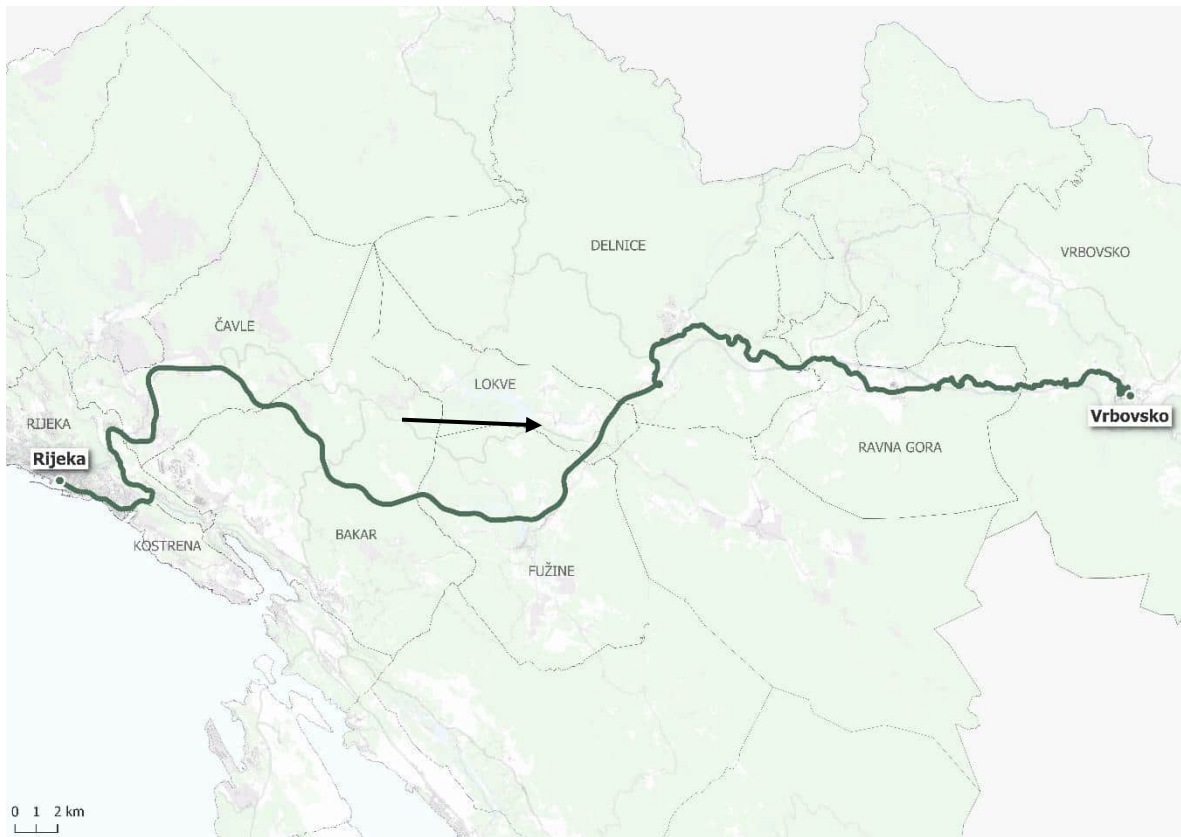 DELNICE
VRBOVSKO
ČAVLE
LOKVE
RIJEKA
Vrbovsko
RAVNA GORA
Rijeka
BAKAR
KOSTRENA
FUŽINE
0 1 2 km